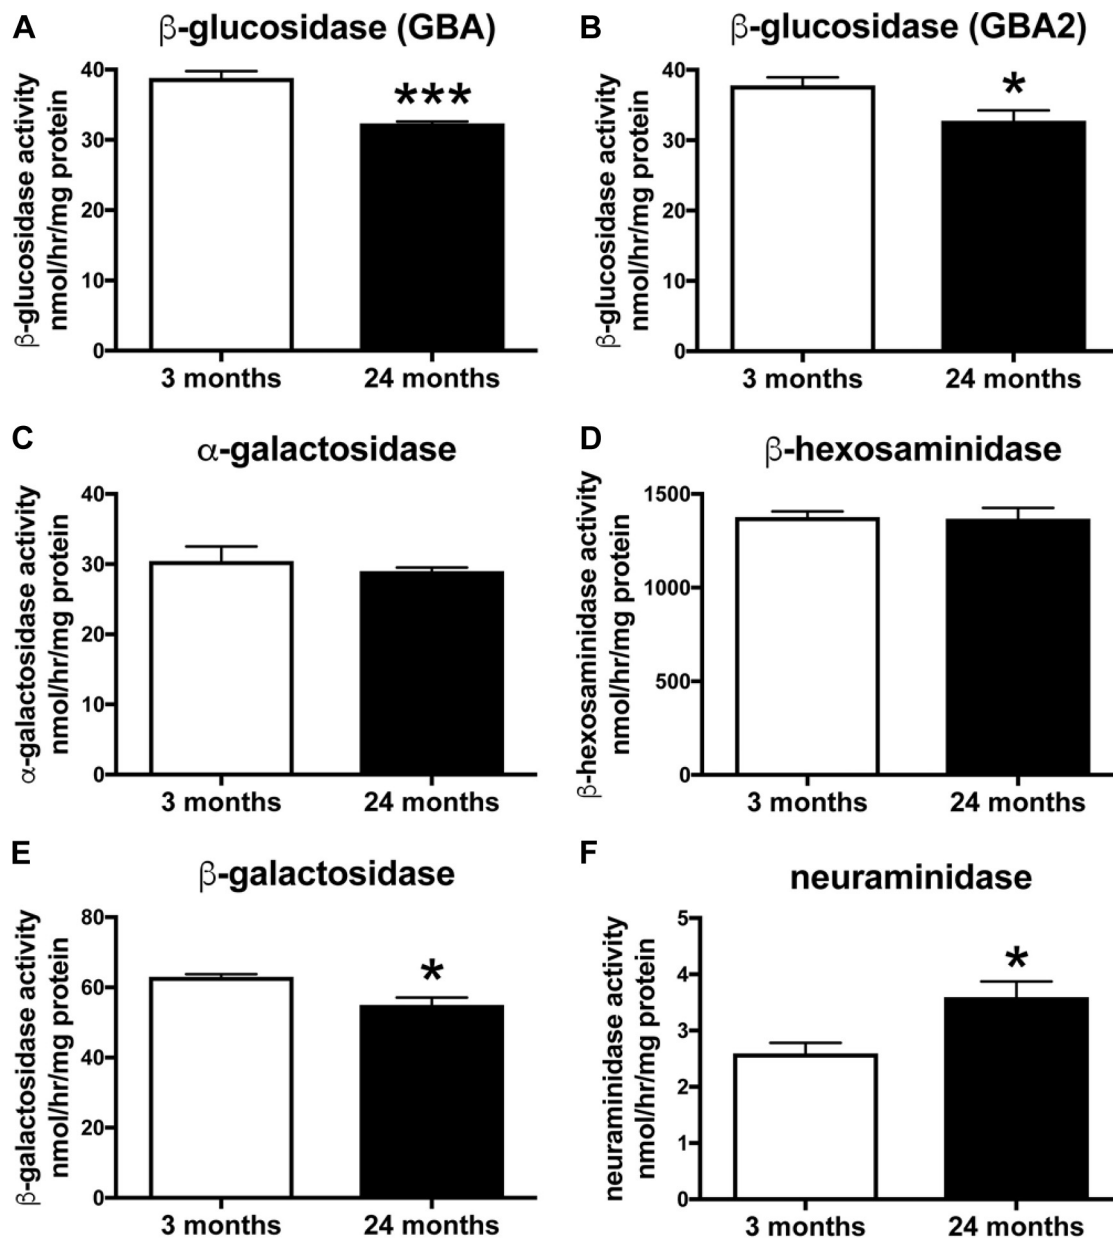 A
β-glucosidase (GBA)
β-glucosidase activity
nmol/hr/mg protein
40
30
20
10
0
***
3 months
24 months
B
β-glucosidase (GBA2)
β-glucosidase activity
nmol/hr/mg protein
40
30
20
10
0
*
3 months
24 months
C
α-galactosidase
α-galactosidase activity
nmol/hr/mg protein
40
30
20
10
0
3 months
24 months
D
β-hexosaminidase
β-hexosaminidase activity
nmol/hr/mg protein
1500
1000
500
0
3 months
24 months
E
β-galactosidase
β-galactosidase activity
nmol/hr/mg protein
80
60
40
20
0
*
3 months
24 months
F
neuraminidase
neuraminidase activity
nmol/hr/mg protein
5
4
3
2
1
0
*
3 months
24 months